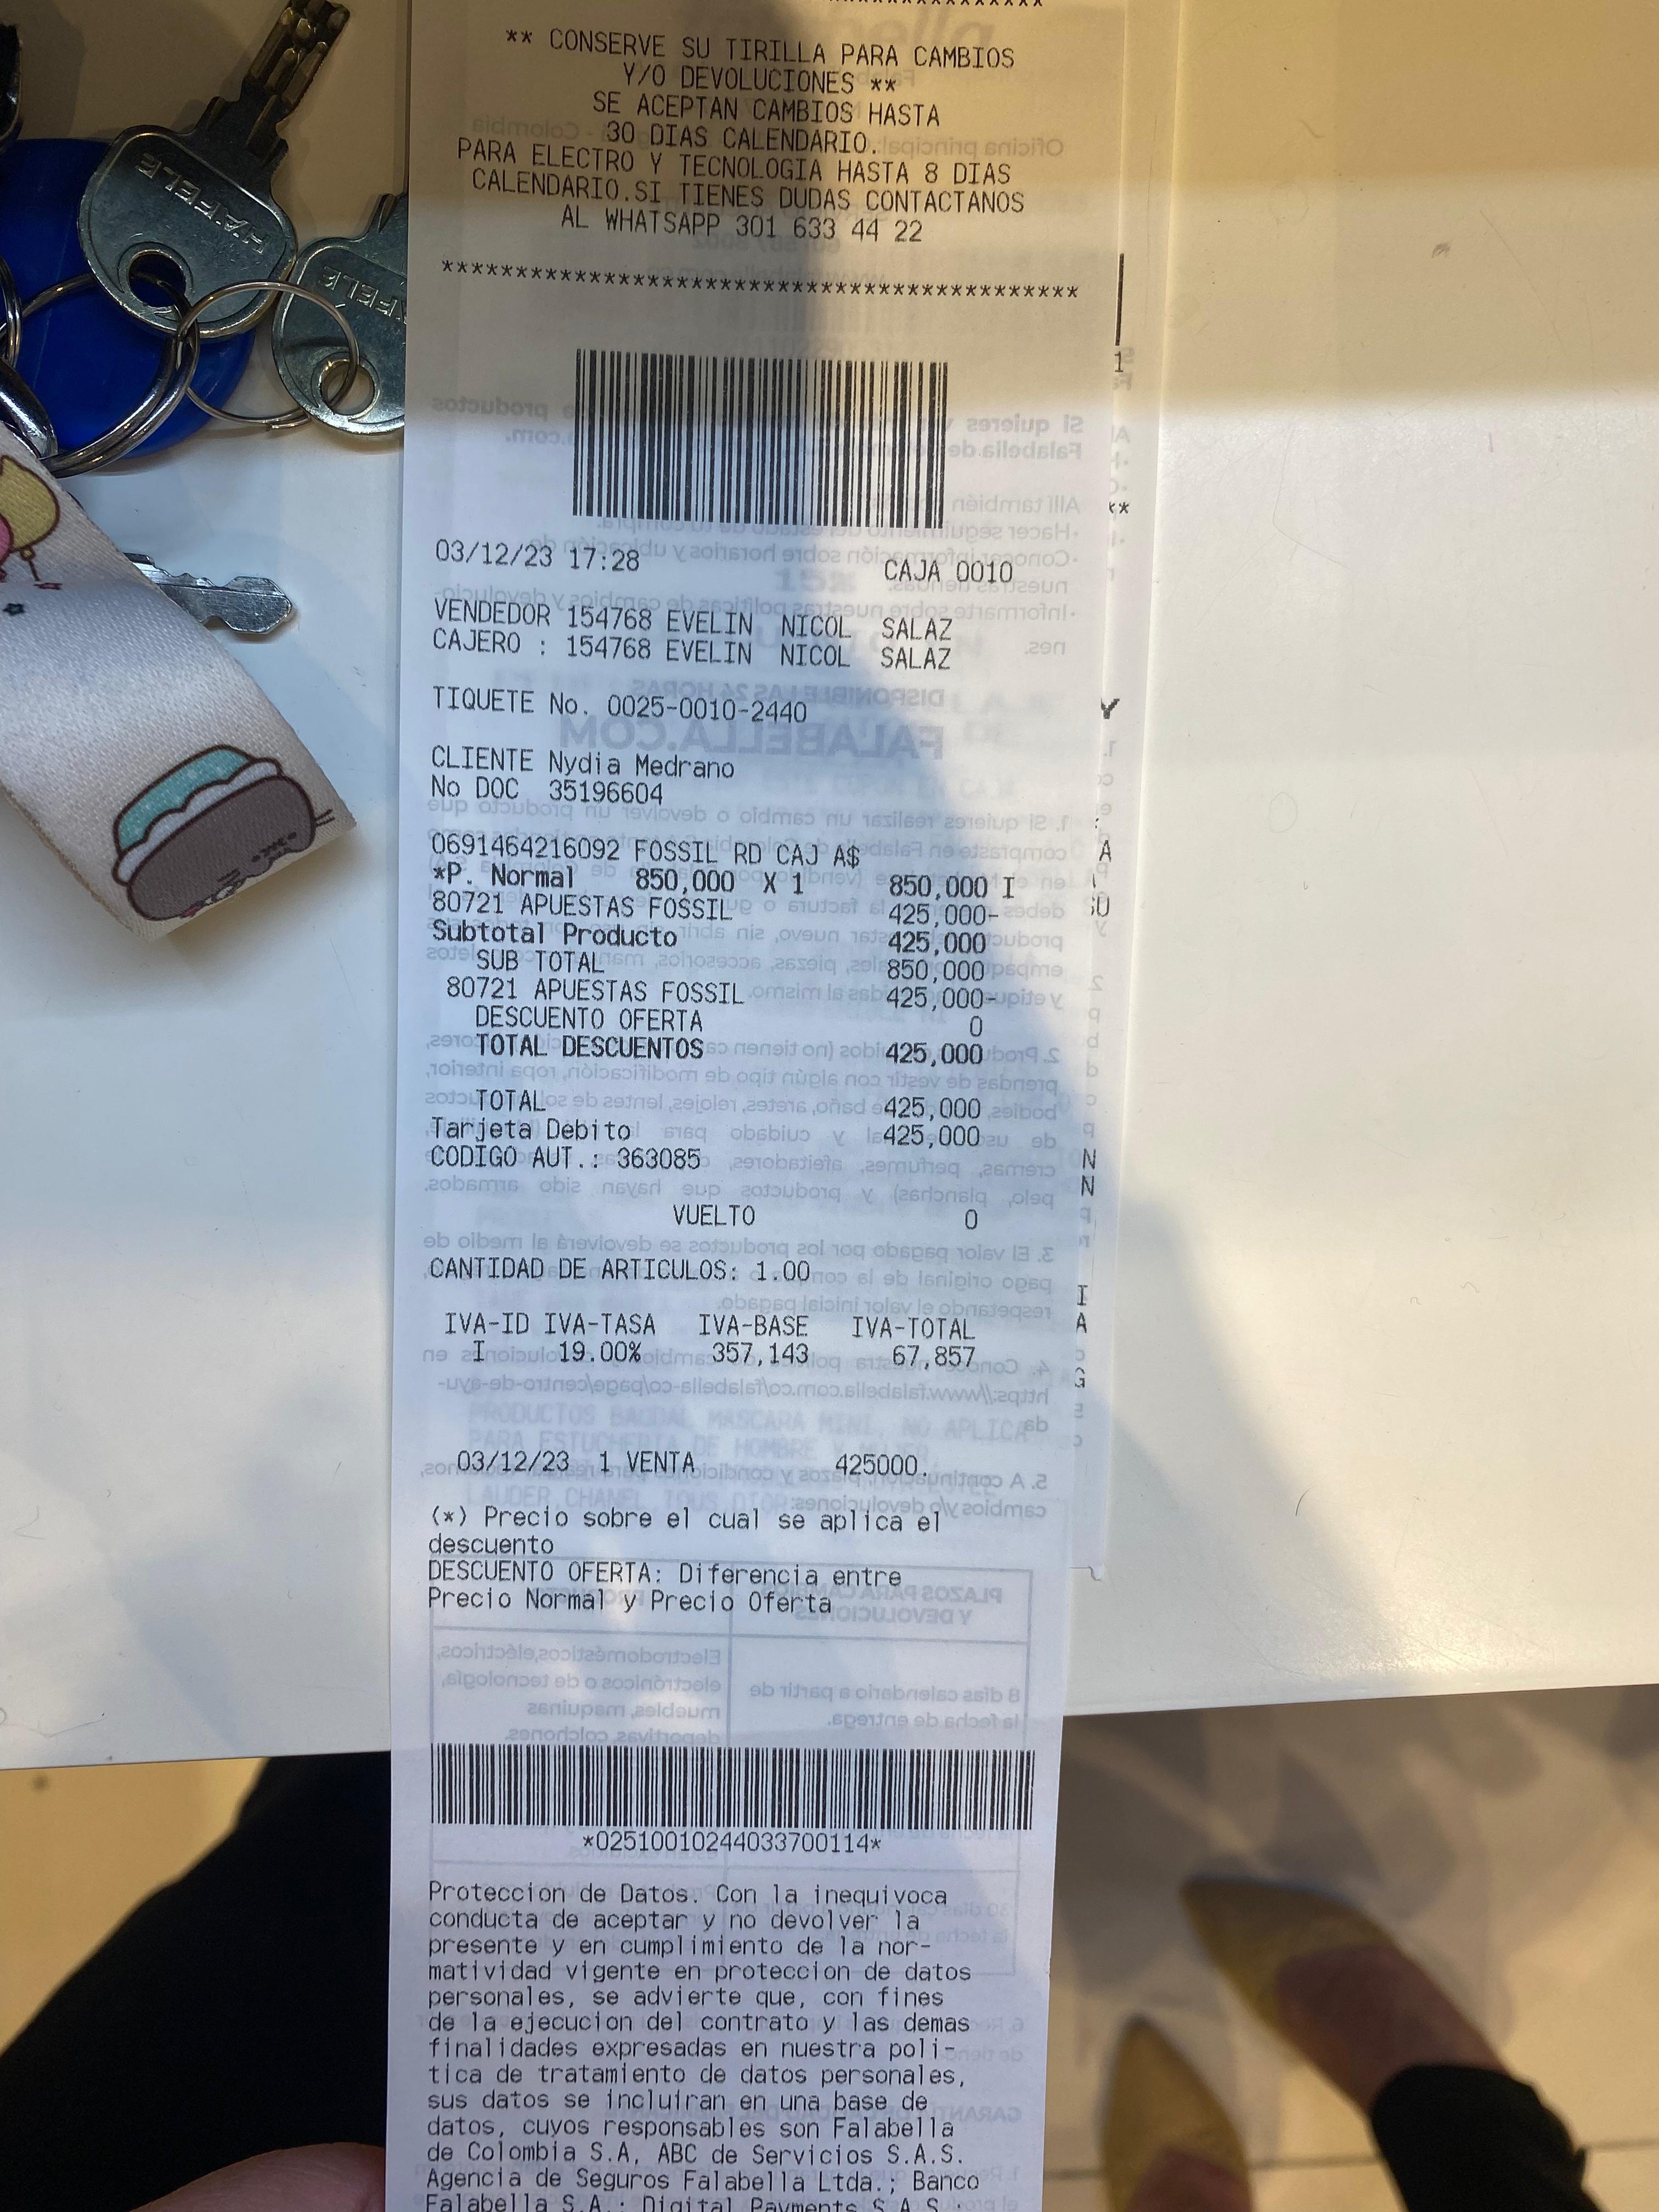 ** CONSERVE SU TIRILLA PARA CAMBIOS
Y/O DEVOLUCIONES **
SE ACEPTAN CAMBIOS HASTA
30 DIAS CALENDARIO.
PARA ELECTRO Y TECNOLOGIA HASTA 8 DIAS
CALENDARIO.SI TIENES DUDAS CONTACTANOS
AL WHATSAPP 301 633 44 22
HAFELE
03/12/23 17:28 CAJA 0010
VENDEDOR 154768 EVELIN NICOL SALAZ
CAJERO : 154768 EVELIN NICOL SALAZ
TIQUETE No. 0025-0010-2440
CLIENTE Nydia Medrano
No DOC 35196604
0691464216092 FOSSIL RD CAJ A$
*P. Normal 850,000 X 1 850,000 I
80721 APUESTAS FOSSIL 425,000-
Subtotal Producto 425,000
SUB TOTAL 850,000
80721 APUESTAS FOSSIL 425,000-
DESCUENTO OFERTA 0
TOTAL DESCUENTOS 425,000
TOTAL 425,000
Tarjeta Debito 425,000
CODIGO AUT.: 363085
VUELTO 0
CANTIDAD DE ARTICULOS: 1.00
IVA-ID IVA-TASA IVA-BASE IVA-TOTAL
I 19.00% 357,143 67,857
03/12/23 1 VENTA 425000.
(*) Precio sobre el cual se aplica el
descuento
DESCUENTO OFERTA: Diferencia entre
Precio Normal y Precio Oferta
*02510010244033700114*
Proteccion de Datos. Con la inequivoca
conducta de aceptar y no devolver la
presente y en cumplimiento de la nor-
matividad vigente en proteccion de datos
personales, se advierte que, con fines
de la ejecucion del contrato y las demas
finalidades expresadas en nuestra poli-
tica de tratamiento de datos personales,
sus datos se incluiran en una base de
datos, cuyos responsables son Falabella
de Colombia S.A, ABC de Servicios S.A.S.
Agencia de Seguros Falabella Ltda.; Banco
Falabella S.A.; Digital Payments S.A.S.